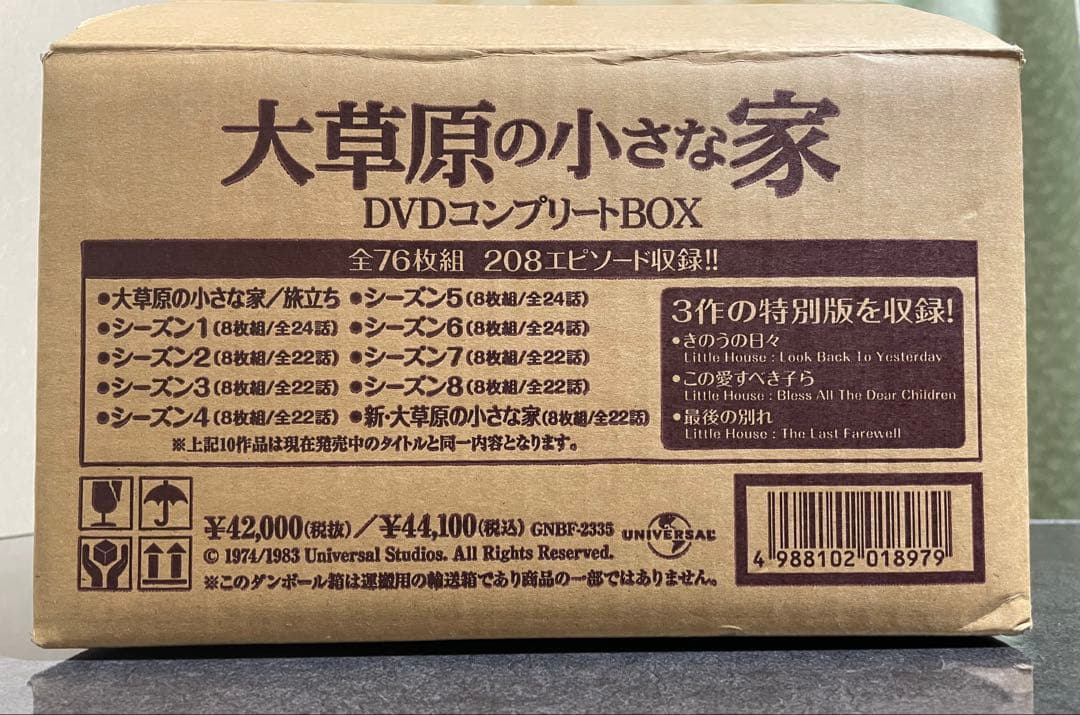 大草原の小さな家
DVDコンプリートBOX
全76枚組 208エピソード収録!!
●大草原の小さな家／旅立ち
●シーズン1(8枚組/全24話)
●シーズン2(8枚組/全22話)
●シーズン3(8枚組/全22話)
●シーズン4(8枚組/全22話)
●シーズン5(8枚組/全24話)
●シーズン6(8枚組/全24話)
●シーズン7(8枚組/全22話)
●シーズン8(8枚組/全22話)
●新・大草原の小さな家(8枚組/全22話)
※上記10作品は現在発売中のタイトルと同一内容となります。
3作の特別版を収録!
●きのうの日々
Little House : Look Back To Yesterday
●この愛すべき子ら
Little House : Bless All The Dear Children
●最後の別れ
Little House : The Last Farewell
¥42,000(税抜)／¥44,100(税込) GNBF-2335 UNIVERSAL
© 1974/1983 Universal Studios. All Rights Reserved.
※このダンボール箱は運搬用の輸送箱であり商品の一部ではありません。
4 988102 018979